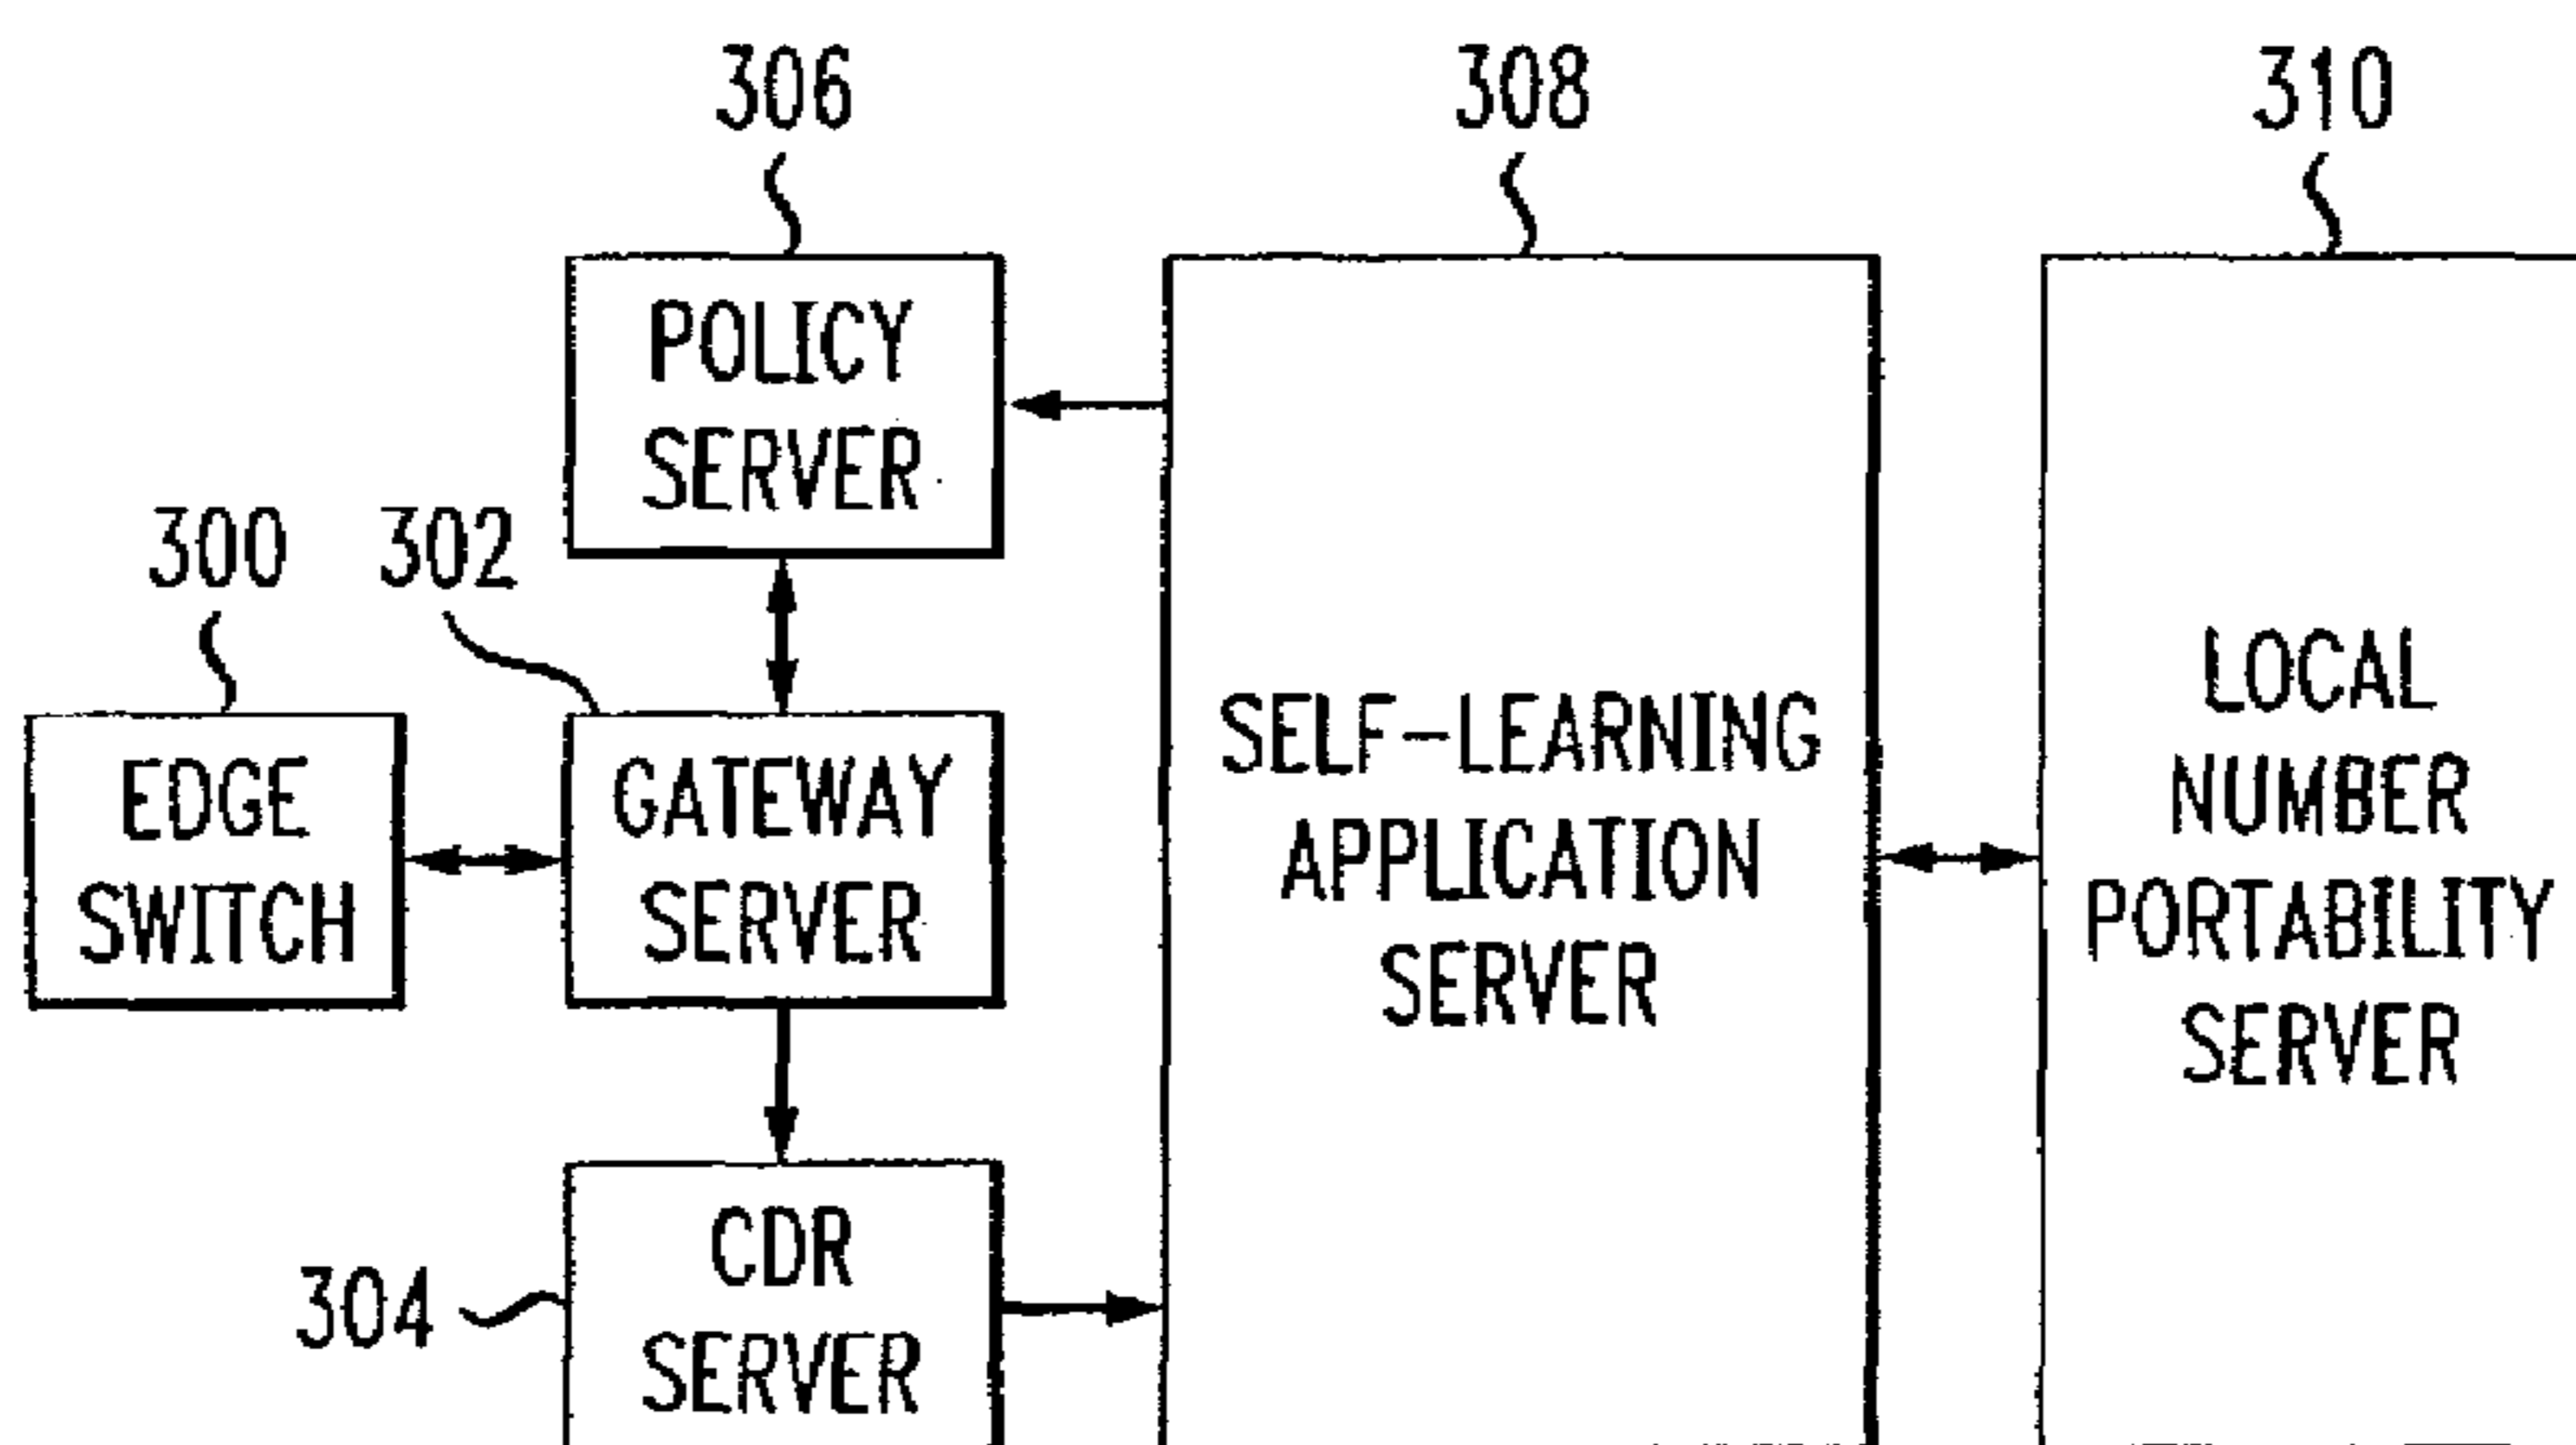 306
308
310
POLICY
SERVER
300
302
EDGE
SWITCH
GATEWAY
SERVER
SELF-LEARNING
APPLICATION
SERVER
LOCAL
NUMBER
PORTABILITY
SERVER
304
CDR
SERVER